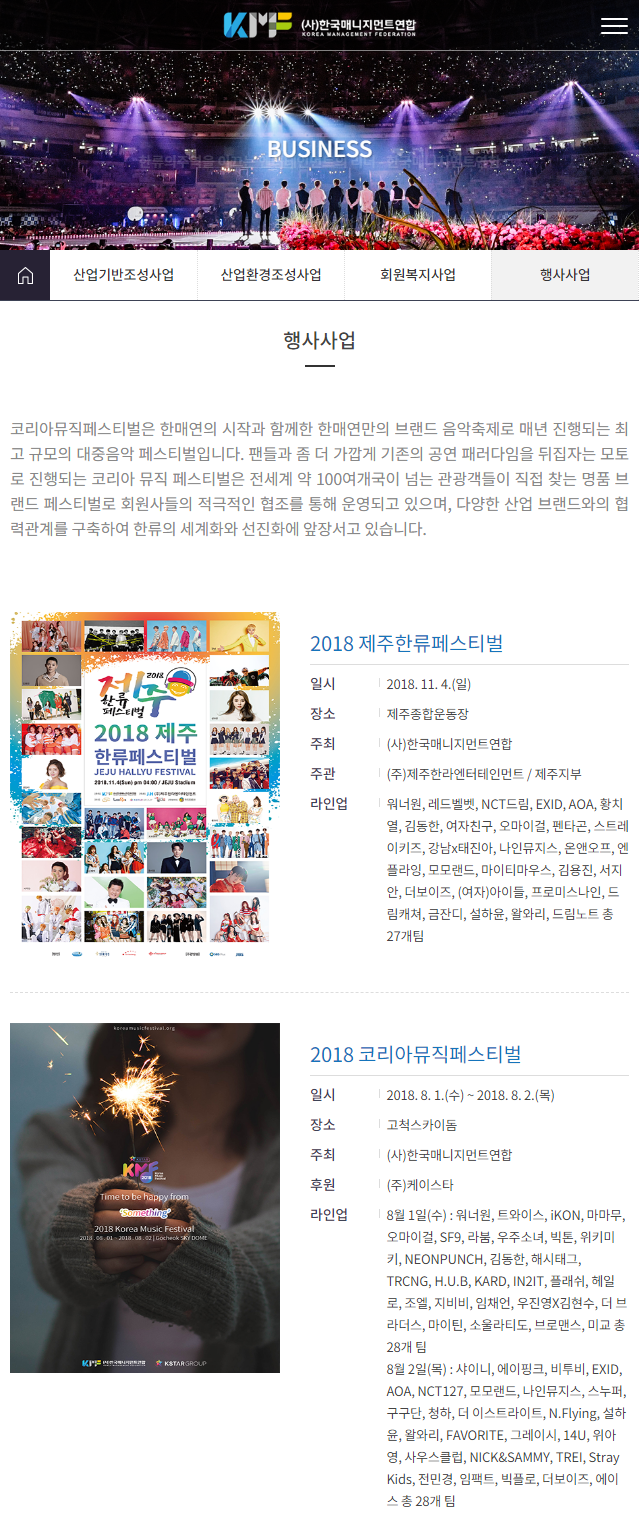 KMF (사)한국매니지먼트연합
KOREA MANAGEMENT FEDERATION
BUSINESS
산업기반조성사업 산업환경조성사업 회원복지사업 행사사업
행사사업
코리아뮤직페스티벌은 한매연의 시작과 함께한 한매연만의 브랜드 음악축제로 매년 진행되는 최
고 규모의 대중음악 페스티벌입니다. 팬들과 좀 더 가깝게 기존의 공연 패러다임을 뒤집자는 모토
로 진행되는 코리아 뮤직 페스티벌은 전세계 약 100여개국이 넘는 관광객들이 직접 찾는 명품 브
랜드 페스티벌로 회원사들의 적극적인 협조를 통해 운영되고 있으며, 다양한 산업 브랜드와의 협
력관계를 구축하여 한류의 세계화와 선진화에 앞장서고 있습니다.
2018
제주
한류
페스티벌
2018 제주
한류페스티벌
JEJU HALLYU FESTIVAL
2018.11.4(Sun) pm 04:00 / JEJU Stadium
2018 제주한류페스티벌
일시 2018. 11. 4.(일)
장소 제주종합운동장
주최 (사)한국매니지먼트연합
주관 (주)제주한라엔터테인먼트 / 제주지부
라인업 워너원, 레드벨벳, NCT드림, EXID, AOA, 황치
열, 김동한, 여자친구, 오마이걸, 펜타곤, 스트레
이키즈, 강남x태진아, 나인뮤지스, 온앤오프, 엔
플라잉, 모모랜드, 마이티마우스, 김용진, 서지
안, 더보이즈, (여자)아이들, 프로미스나인, 드
림캐쳐, 금잔디, 설하윤, 왈와리, 드림노트 총
27개팀
koreamusicfestival.org
KMF
2018
Korea
Music
Festival
Time to be happy from
'Something'
2018 Korea Music Festival
2018 . 08 . 01 ~ 2018 . 08 . 02 | Gocheok SKY DOME
KMF (사)한국매니지먼트연합 KSTAR GROUP
2018 코리아뮤직페스티벌
일시 2018. 8. 1.(수) ~ 2018. 8. 2.(목)
장소 고척스카이돔
주최 (사)한국매니지먼트연합
후원 (주)케이스타
라인업 8월 1일(수) : 워너원, 트와이스, iKON, 마마무,
오마이걸, SF9, 라붐, 우주소녀, 빅톤, 위키미
키, NEONPUNCH, 김동한, 해시태그,
TRCNG, H.U.B, KARD, IN2IT, 플래쉬, 헤일
로, 조엘, 지비비, 임채언, 우진영X김현수, 더 브
라더스, 마이틴, 소울라티도, 브로맨스, 미교 총
28개 팀
8월 2일(목) : 샤이니, 에이핑크, 비투비, EXID,
AOA, NCT127, 모모랜드, 나인뮤지스, 스누퍼,
구구단, 청하, 더 이스트라이트, N.Flying, 설하
윤, 왈와리, FAVORITE, 그레이시, 14U, 위아
영, 사우스클럽, NICK&SAMMY, TREI, Stray
Kids, 전민경, 임팩트, 빅플로, 더보이즈, 에이
스 총 28개 팀